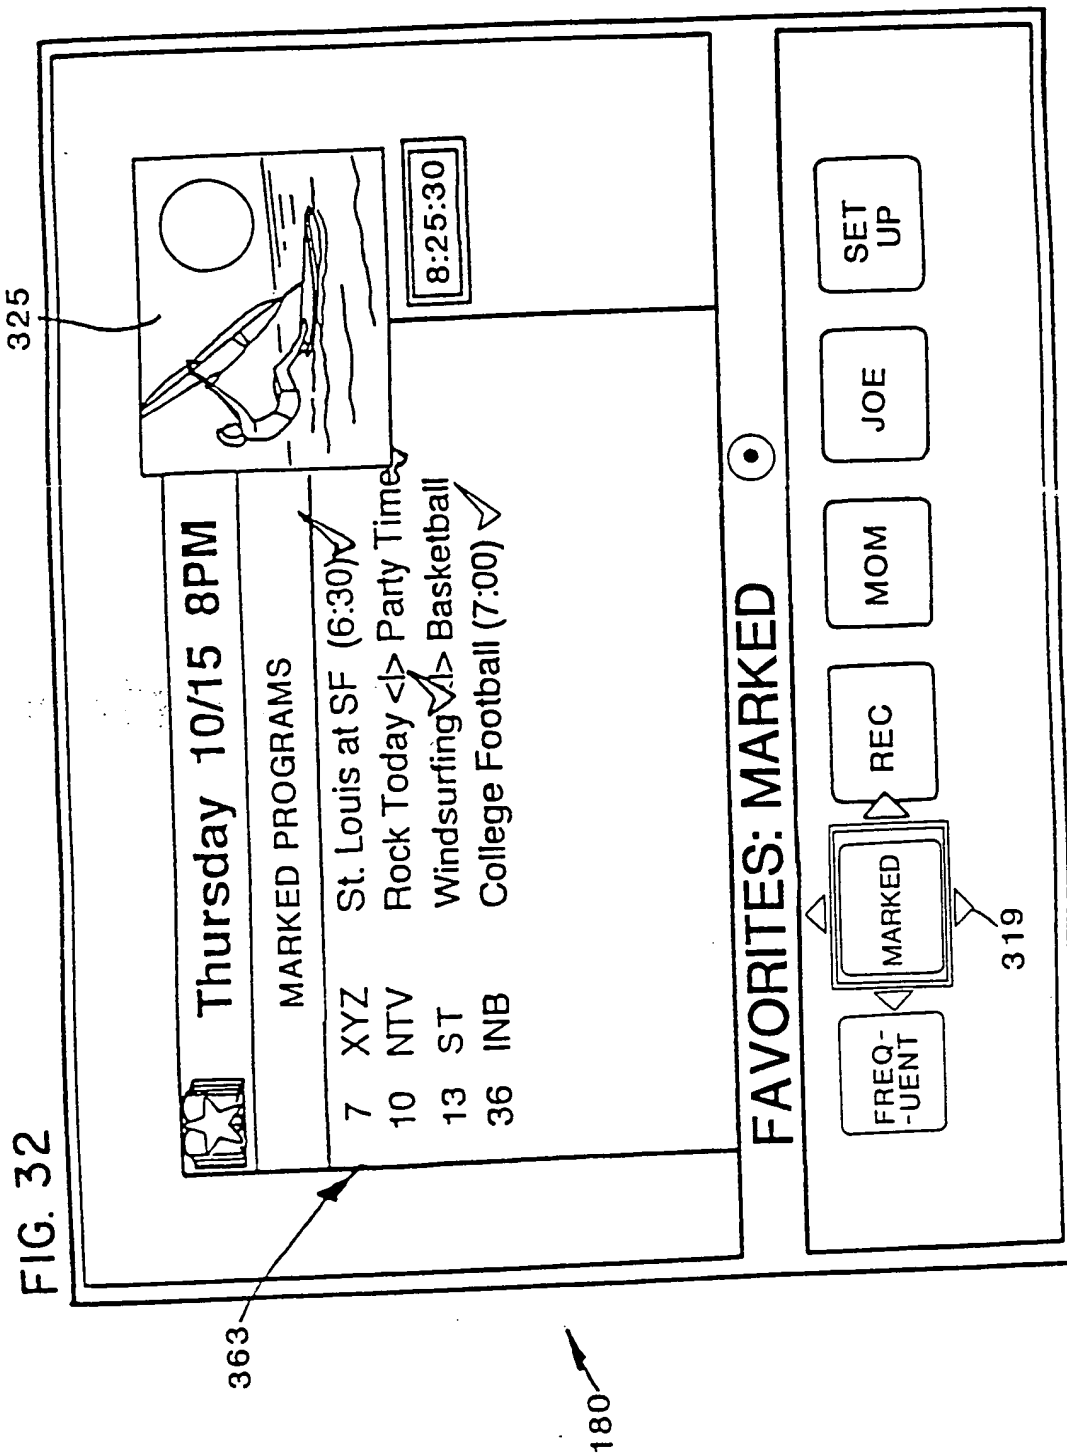 FIG. 32
325
363
180
Thursday 10/15 8PM
MARKED PROGRAMS
7 XYZ St. Louis at SF (6:30)
10 NTV Rock Today <|> Party Time
13 ST Windsurfing <|> Basketball
36 INB College Football (7:00)
8:25:30
FAVORITES: MARKED
FREQ-
-UENT
MARKED
REC
MOM
JOE
SET
UP
319